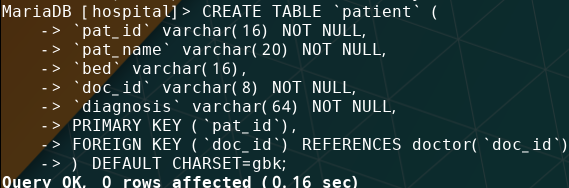 MariaDB [hospital]> CREATE TABLE `patient` (
    -> `pat_id` varchar(16) NOT NULL,
    -> `pat_name` varchar(20) NOT NULL,
    -> `bed` varchar(16),
    -> `doc_id` varchar(8) NOT NULL,
    -> `diagnosis` varchar(64) NOT NULL,
    -> PRIMARY KEY (`pat_id`),
    -> FOREIGN KEY (`doc_id`) REFERENCES doctor(`doc_id`)
    -> ) DEFAULT CHARSET=gbk;
Query OK, 0 rows affected (0.16 sec)